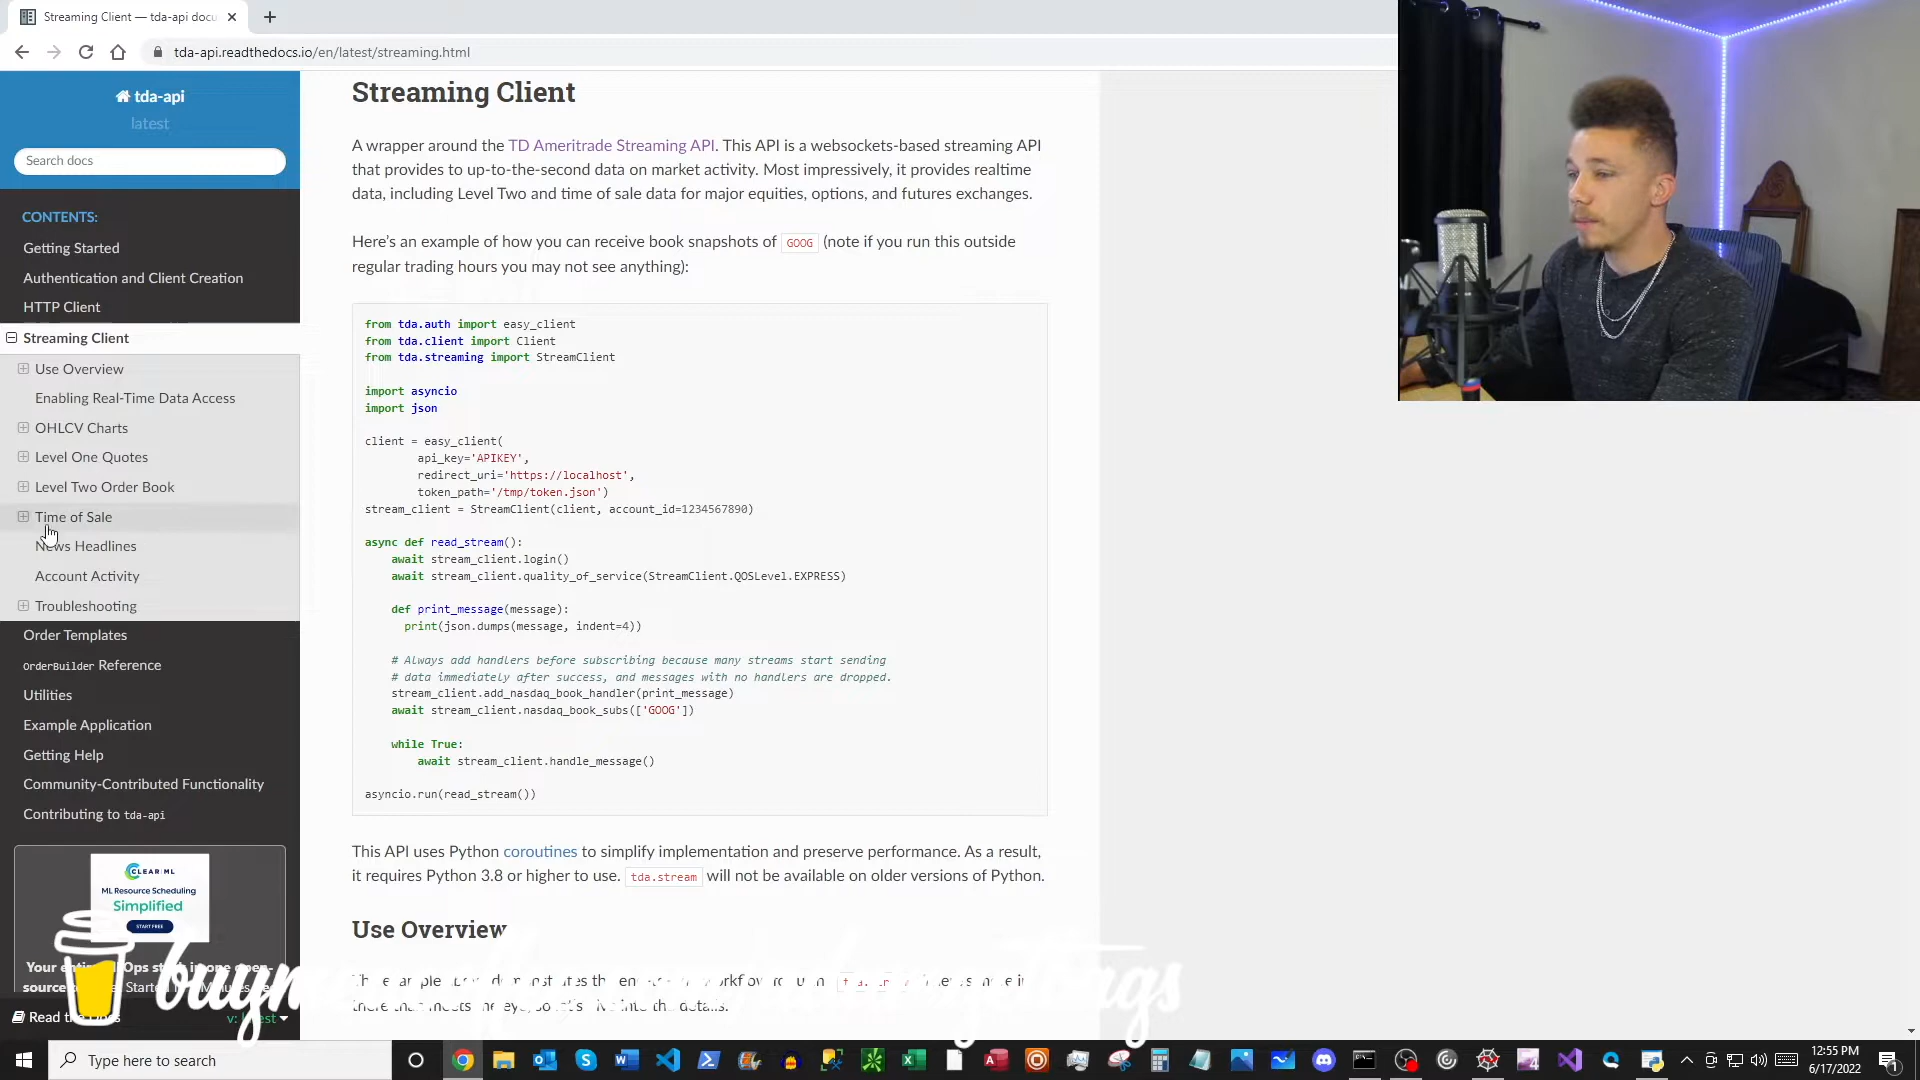 Streaming Client — tda-api docu
tda-api.readthedocs.io/en/latest/streaming.html
tda-api
latest
Search docs
CONTENTS:
Getting Started
Authentication and Client Creation
HTTP Client
Streaming Client
Use Overview
Enabling Real-Time Data Access
OHLCV Charts
Level One Quotes
Level Two Order Book
Time of Sale
News Headlines
Account Activity
Troubleshooting
Order Templates
OrderBuilder Reference
Utilities
Example Application
Getting Help
Community-Contributed Functionality
Contributing to tda-api
CLEAR ML
ML Resource Scheduling
Simplified
START FREE
Streaming Client
A wrapper around the TD Ameritrade Streaming API. This API is a websockets-based streaming API
that provides to up-to-the-second data on market activity. Most impressively, it provides realtime
data, including Level Two and time of sale data for major equities, options, and futures exchanges.
Here’s an example of how you can receive book snapshots of GOOG (note if you run this outside
regular trading hours you may not see anything):
from tda.auth import easy_client
from tda.client import Client
from tda.streaming import StreamClient
import asyncio
import json
client = easy_client(
api_key='APIKEY',
redirect_uri='https://localhost',
token_path='/tmp/token.json')
stream_client = StreamClient(client, account_id=1234567890)
async def read_stream():
await stream_client.login()
await stream_client.quality_of_service(StreamClient.QOSLevel.EXPRESS)
def print_message(message):
print(json.dumps(message, indent=4))
# Always add handlers before subscribing because many streams start sending
# data immediately after success, and messages with no handlers are dropped.
stream_client.add_nasdaq_book_handler(print_message)
await stream_client.nasdaq_book_subs(['GOOG'])
while True:
await stream_client.handle_message()
asyncio.run(read_stream())
This API uses Python coroutines to simplify implementation and preserve performance. As a result,
it requires Python 3.8 or higher to use. tda.stream will not be available on older versions of Python.
Use Overview
there that meets the eye, so let's dive into the details.
Type here to search
12:55 PM
6/17/2022